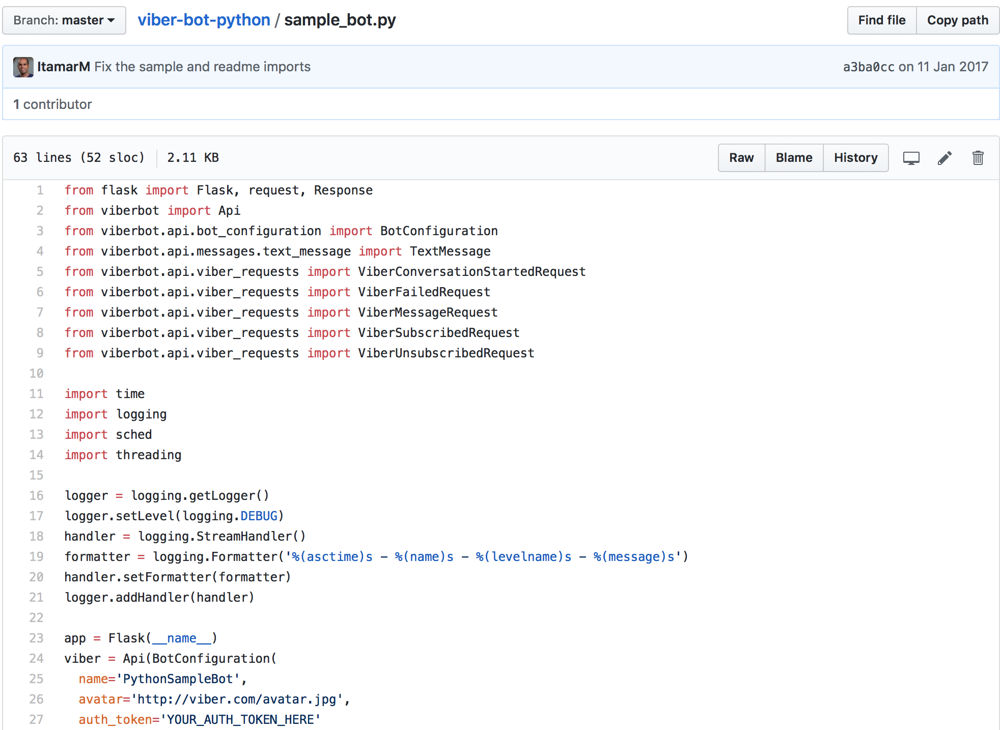 Branch: master viber-bot-python / sample_bot.py Find file Copy path
ItamarM Fix the sample and readme imports a3ba0cc on 11 Jan 2017
1 contributor
63 lines (52 sloc) 2.11 KB Raw Blame History
1 from flask import Flask, request, Response
2 from viberbot import Api
3 from viberbot.api.bot_configuration import BotConfiguration
4 from viberbot.api.messages.text_message import TextMessage
5 from viberbot.api.viber_requests import ViberConversationStartedRequest
6 from viberbot.api.viber_requests import ViberFailedRequest
7 from viberbot.api.viber_requests import ViberMessageRequest
8 from viberbot.api.viber_requests import ViberSubscribedRequest
9 from viberbot.api.viber_requests import ViberUnsubscribedRequest
10
11 import time
12 import logging
13 import sched
14 import threading
15
16 logger = logging.getLogger()
17 logger.setLevel(logging.DEBUG)
18 handler = logging.StreamHandler()
19 formatter = logging.Formatter('%(asctime)s - %(name)s - %(levelname)s - %(message)s')
20 handler.setFormatter(formatter)
21 logger.addHandler(handler)
22
23 app = Flask(__name__)
24 viber = Api(BotConfiguration(
25   name='PythonSampleBot',
26   avatar='http://viber.com/avatar.jpg',
27   auth_token='YOUR_AUTH_TOKEN_HERE'